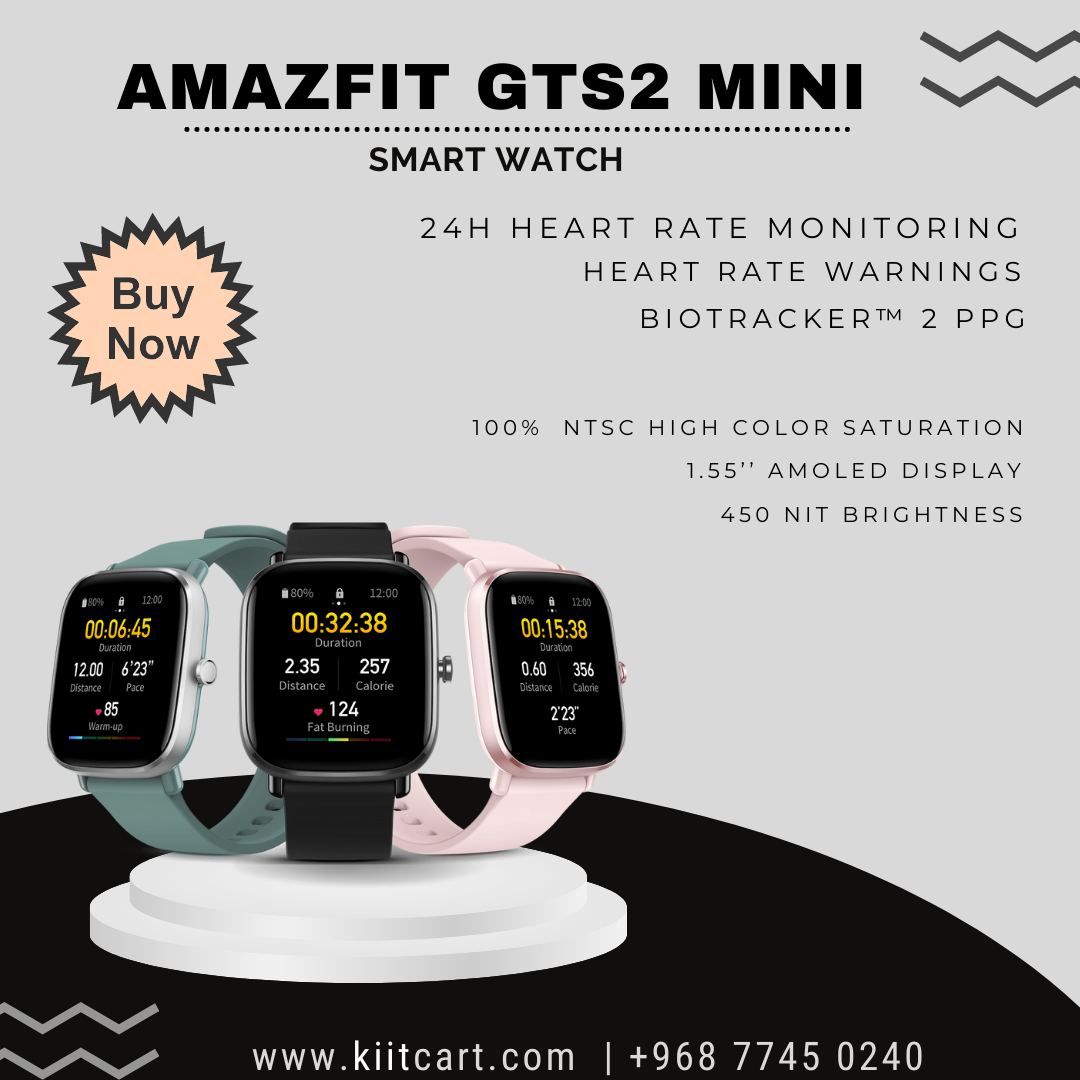 AMAZFIT GTS2 MINI
SMART WATCH
24H HEART RATE MONITORING
HEART RATE WARNINGS
BIOTRACKER™ 2 PPG
Buy
Now
100% NTSC HIGH COLOR SATURATION
1.55’’ AMOLED DISPLAY
450 NIT BRIGHTNESS
80% 12:00
00:06:45
Duration
12.00 6’23”
Distance Pace
85
Warm-up
80% 12:00
00:32:38
Duration
2.35 257
Distance Calorie
124
Fat Burning
80% 12:00
00:15:38
Duration
0.60 356
Distance Calorie
2’23”
Pace
www.kiitcart.com | +968 7745 0240